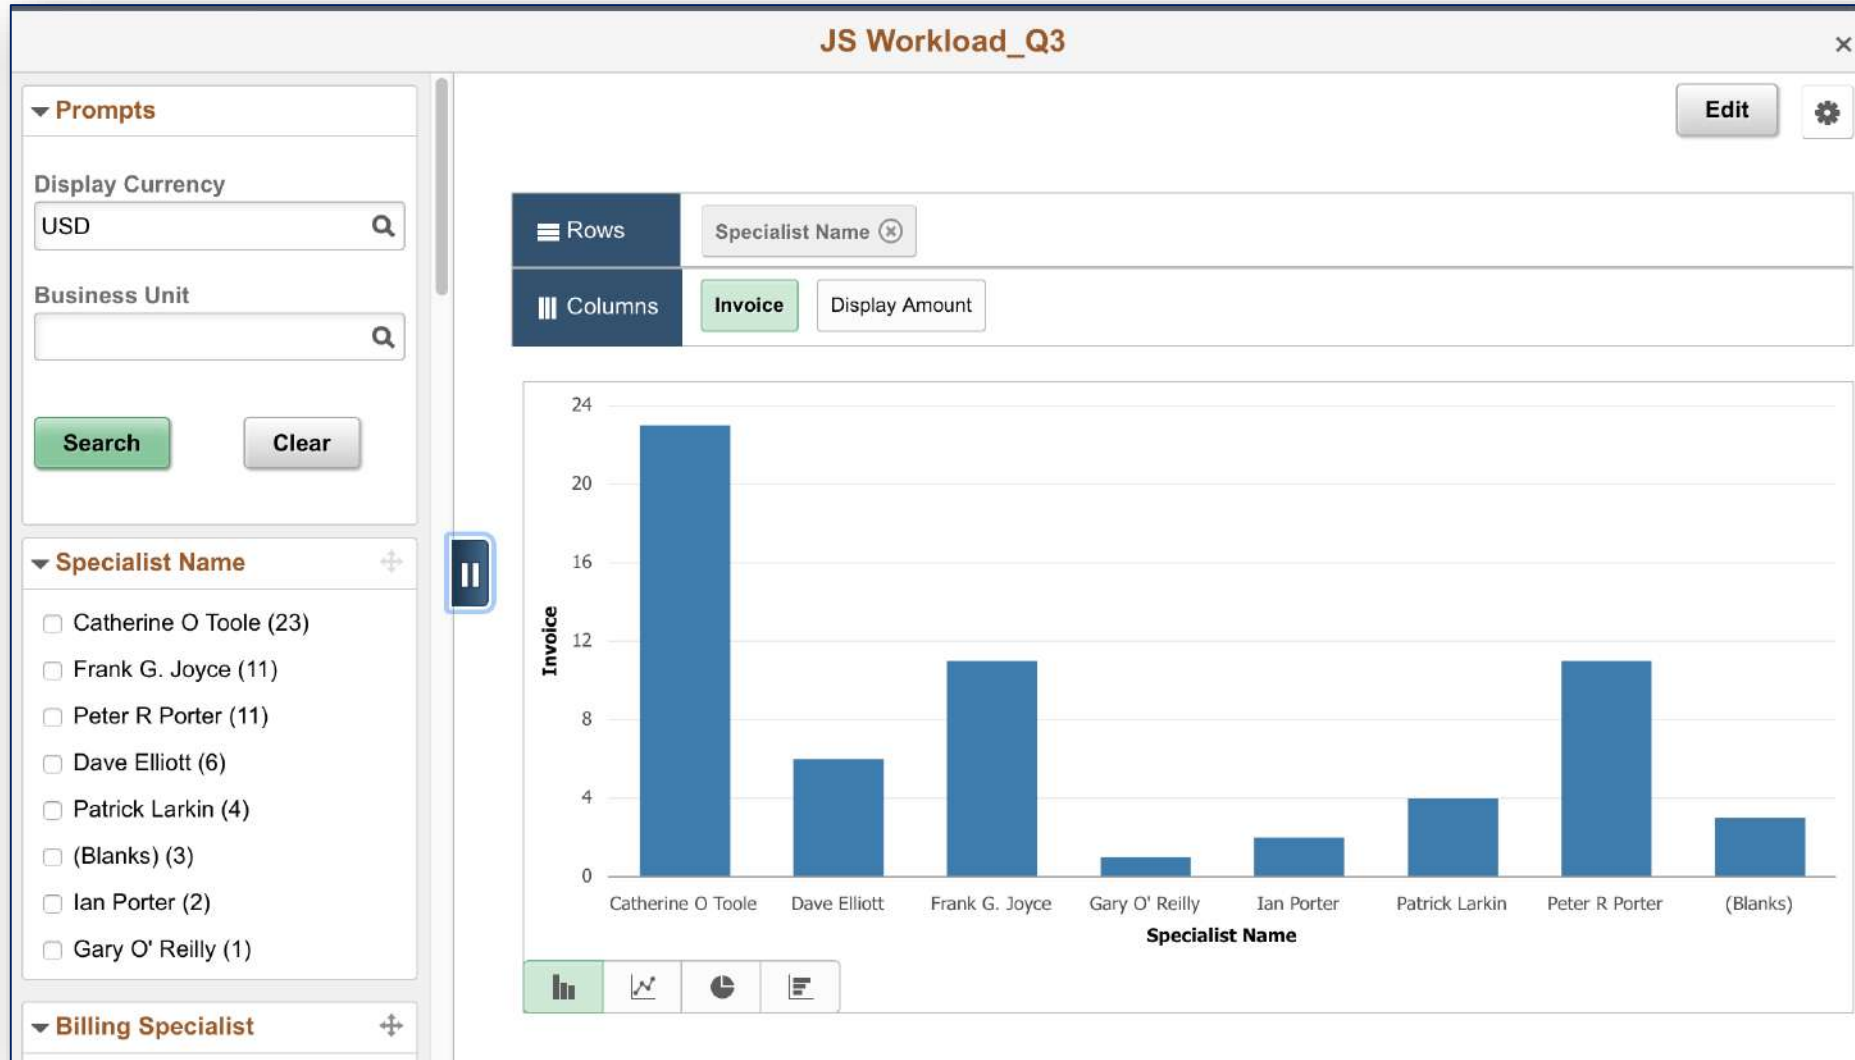 JS Workload_Q3
Prompts
Display Currency
USD
Business Unit
Search
Clear
Specialist Name
Catherine O Toole (23)
Frank G. Joyce (11)
Peter R Porter (11)
Dave Elliott (6)
Patrick Larkin (4)
(Blanks) (3)
Ian Porter (2)
Gary O' Reilly (1)
Billing Specialist
Edit
Rows
Specialist Name
Columns
Invoice
Display Amount
24
20
16
12
8
4
0
Invoice
Catherine O Toole
Dave Elliott
Frank G. Joyce
Gary O' Reilly
Ian Porter
Patrick Larkin
Peter R Porter
(Blanks)
Specialist Name